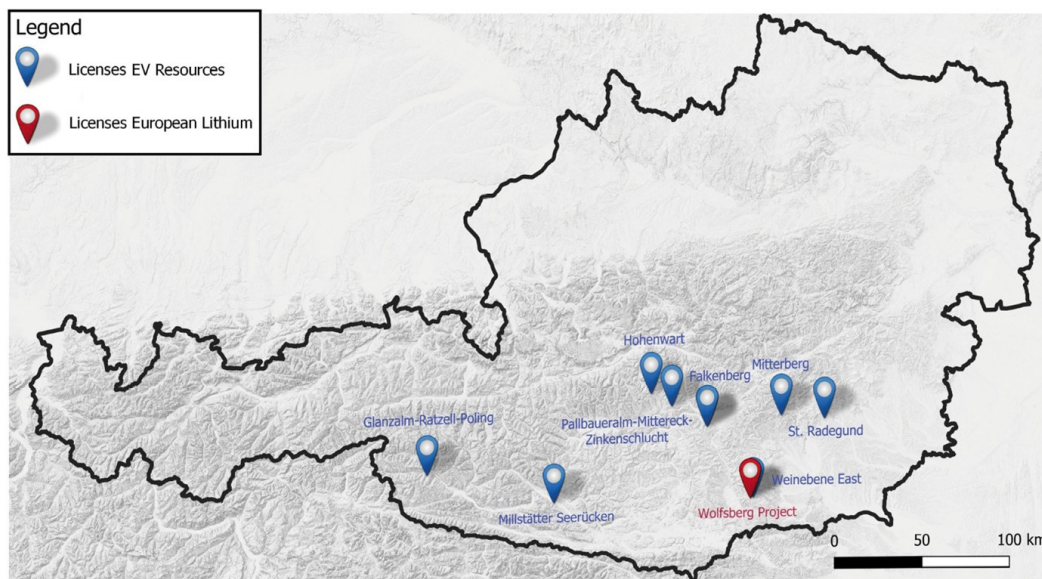 Legend
Licenses EV Resources
Licenses European Lithium
Hohenwart
Mitterberg
Falkenberg
Glanzalm-Ratzell-Poling
Pallbaueralm-Mittereck-
Zinkenschlucht
St. Radegund
Weinebene East
Millstätter Seerücken
Wolfsberg Project
0 50 100 km